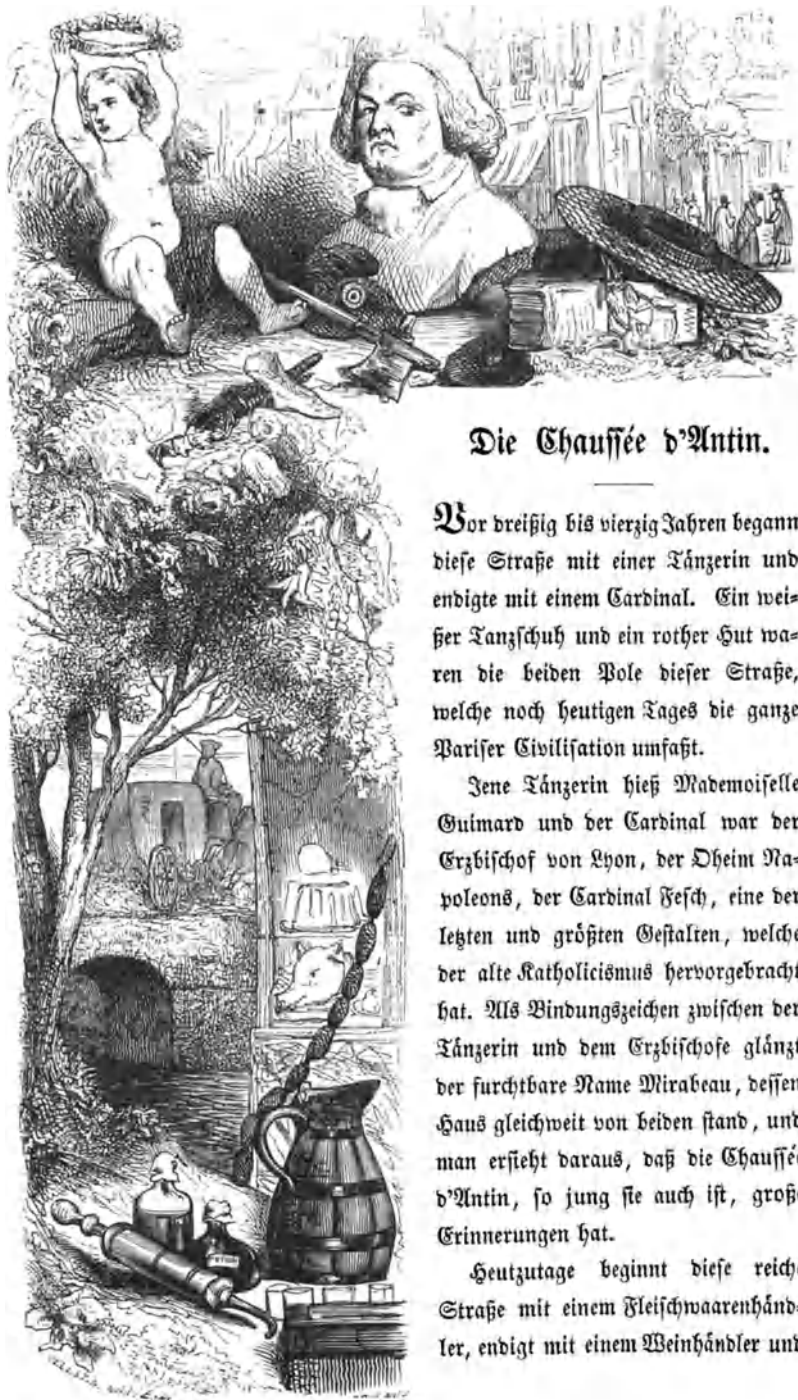 Die Chaussée d'Antin.
Vor dreißig bis vierzig Jahren begann
diese Straße mit einer Tänzerin und
endigte mit einem Cardinal. Ein wei=
ßer Tanzschuh und ein rother Hut wa=
ren die beiden Pole dieser Straße,
welche noch heutigen Tages die ganze
Pariser Civilisation umfaßt.
Jene Tänzerin hieß Mademoiselle
Guimard und der Cardinal war der
Erzbischof von Lyon, der Oheim Na=
poleons, der Cardinal Fesch, eine der
letzten und größten Gestalten, welche
der alte Katholicismus hervorgebracht
hat. Als Bindungszeichen zwischen der
Tänzerin und dem Erzbischofe glänzt
der furchtbare Name Mirabeau, dessen
Haus gleichweit von beiden stand, und
man ersieht daraus, daß die Chaussée
d'Antin, so jung sie auch ist, große
Erinnerungen hat.
Heutzutage beginnt diese reiche
Straße mit einem Fleischwaarenhänd=
ler, endigt mit einem Weinhändler und